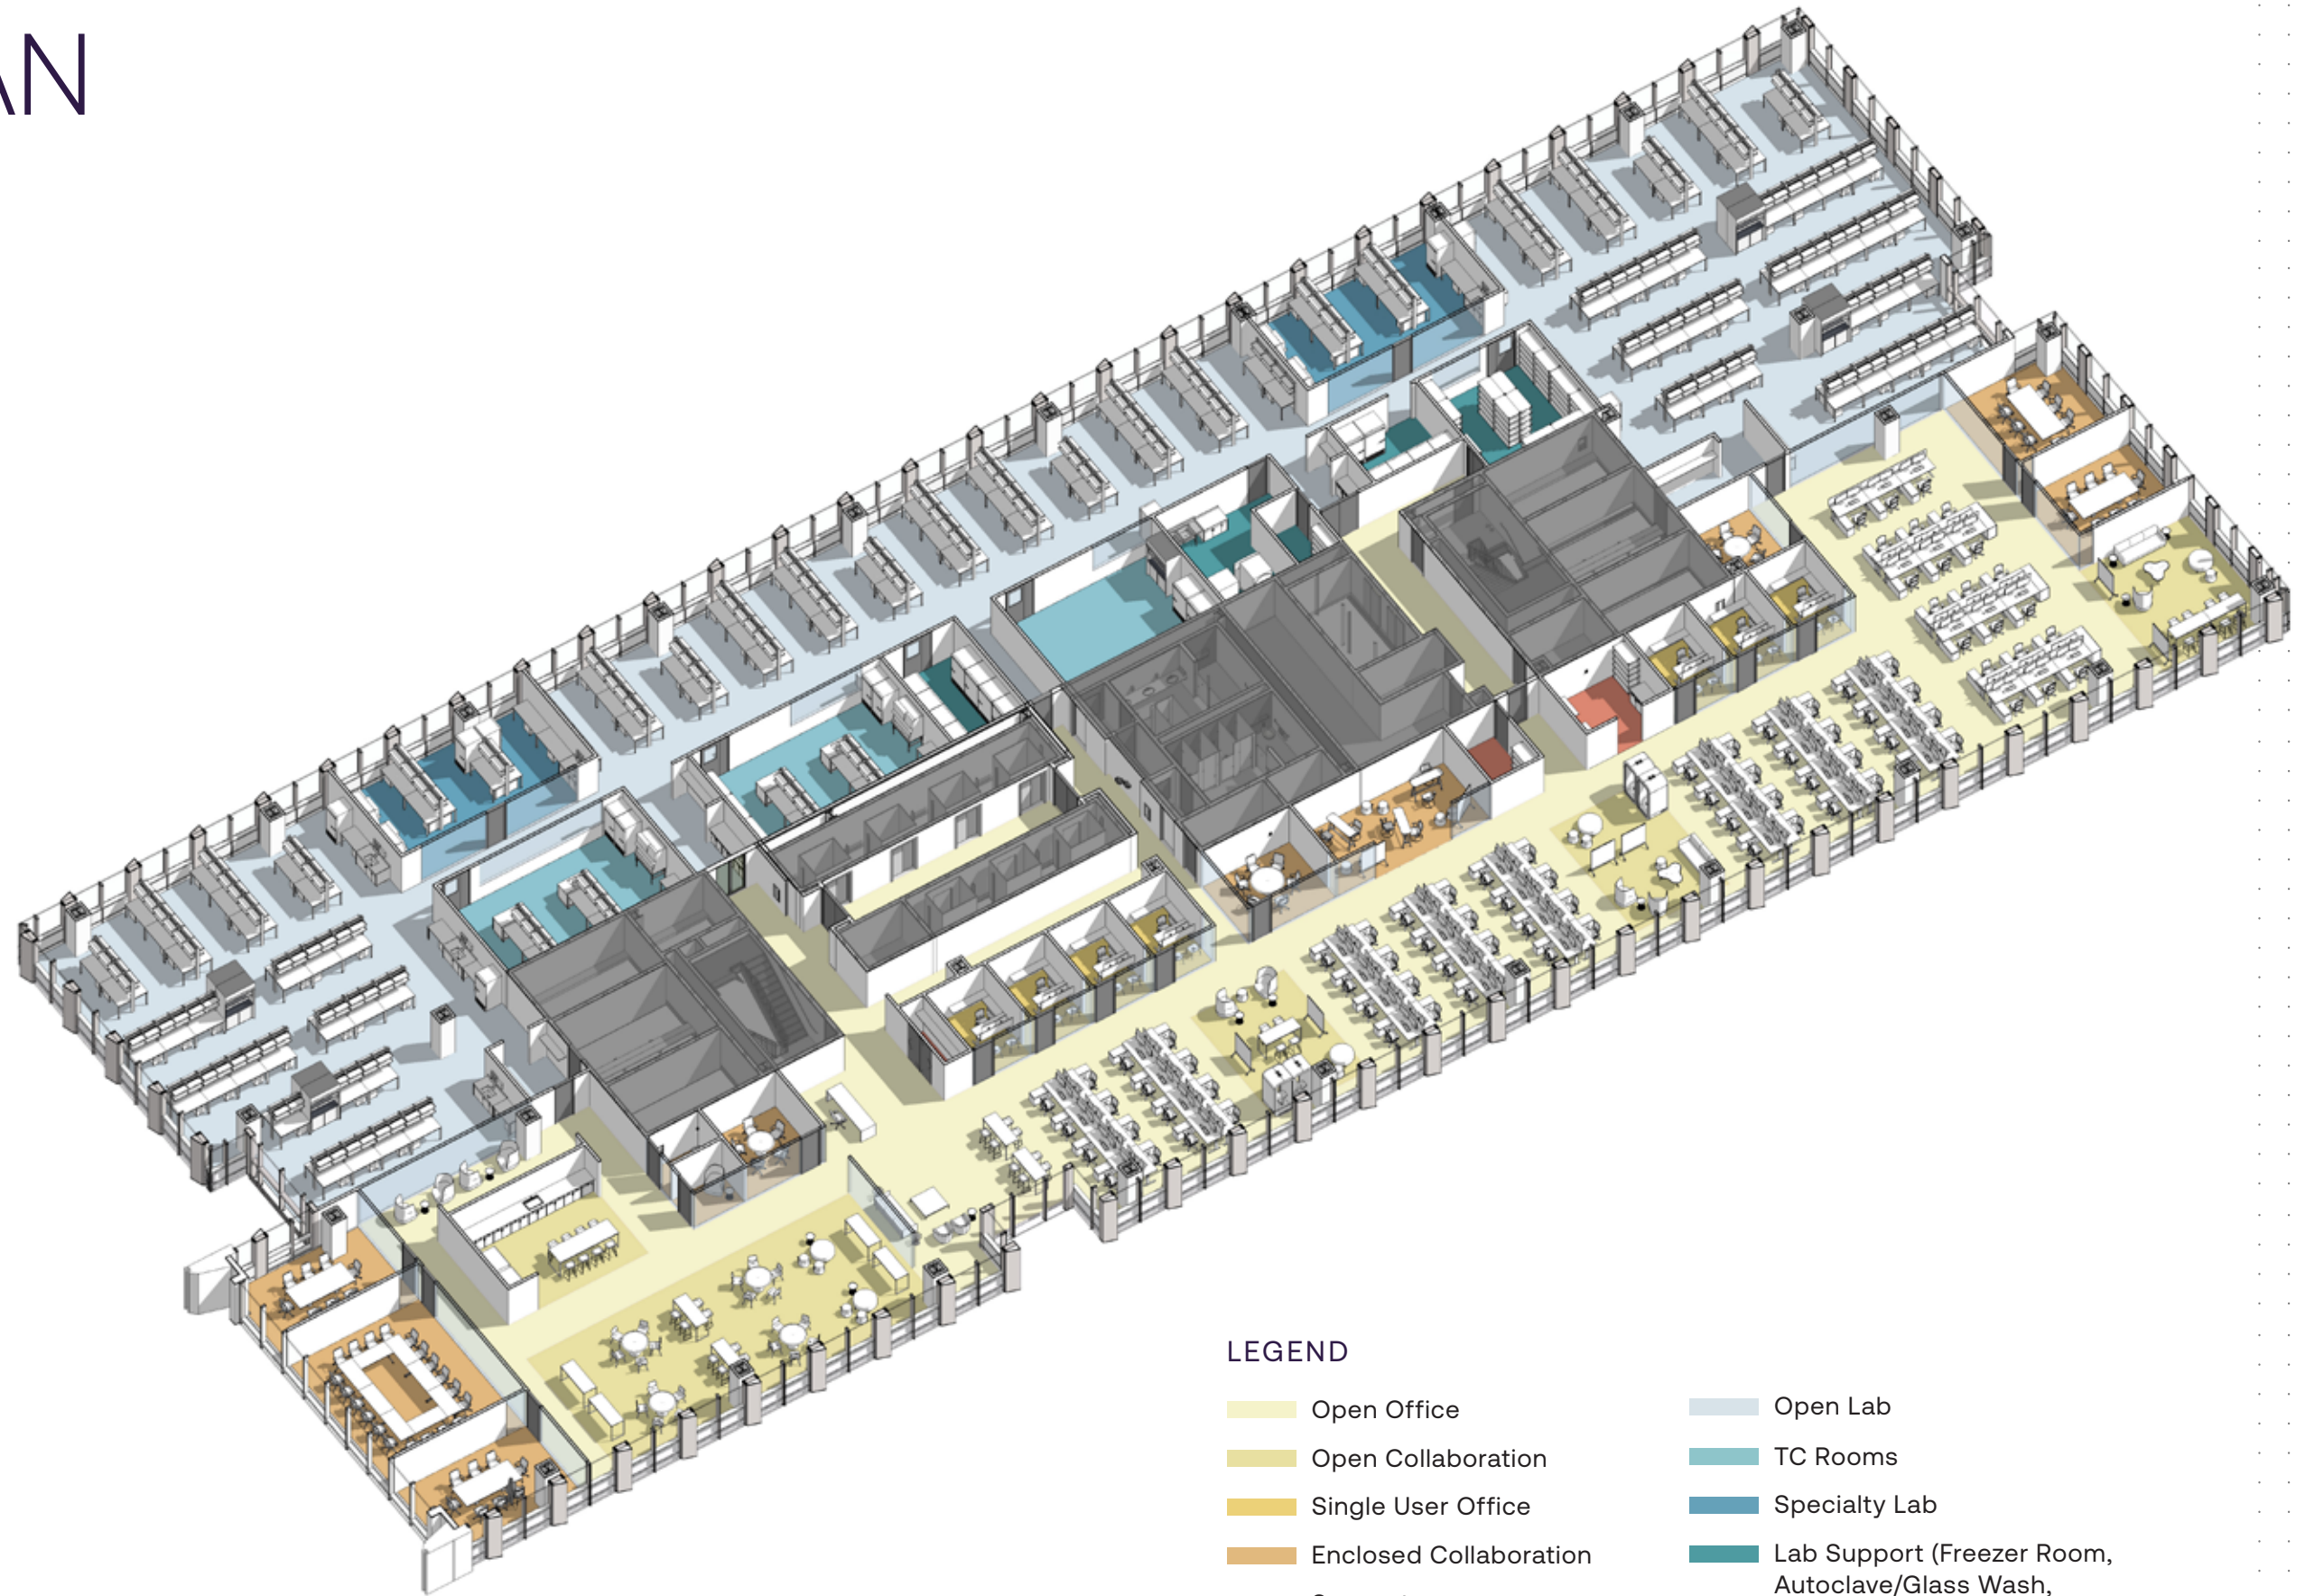 AN
LEGEND
Open Office
Open Collaboration
Single User Office
Enclosed Collaboration
Open Lab
TC Rooms
Specialty Lab
Lab Support (Freezer Room,
Autoclave/Glass Wash,